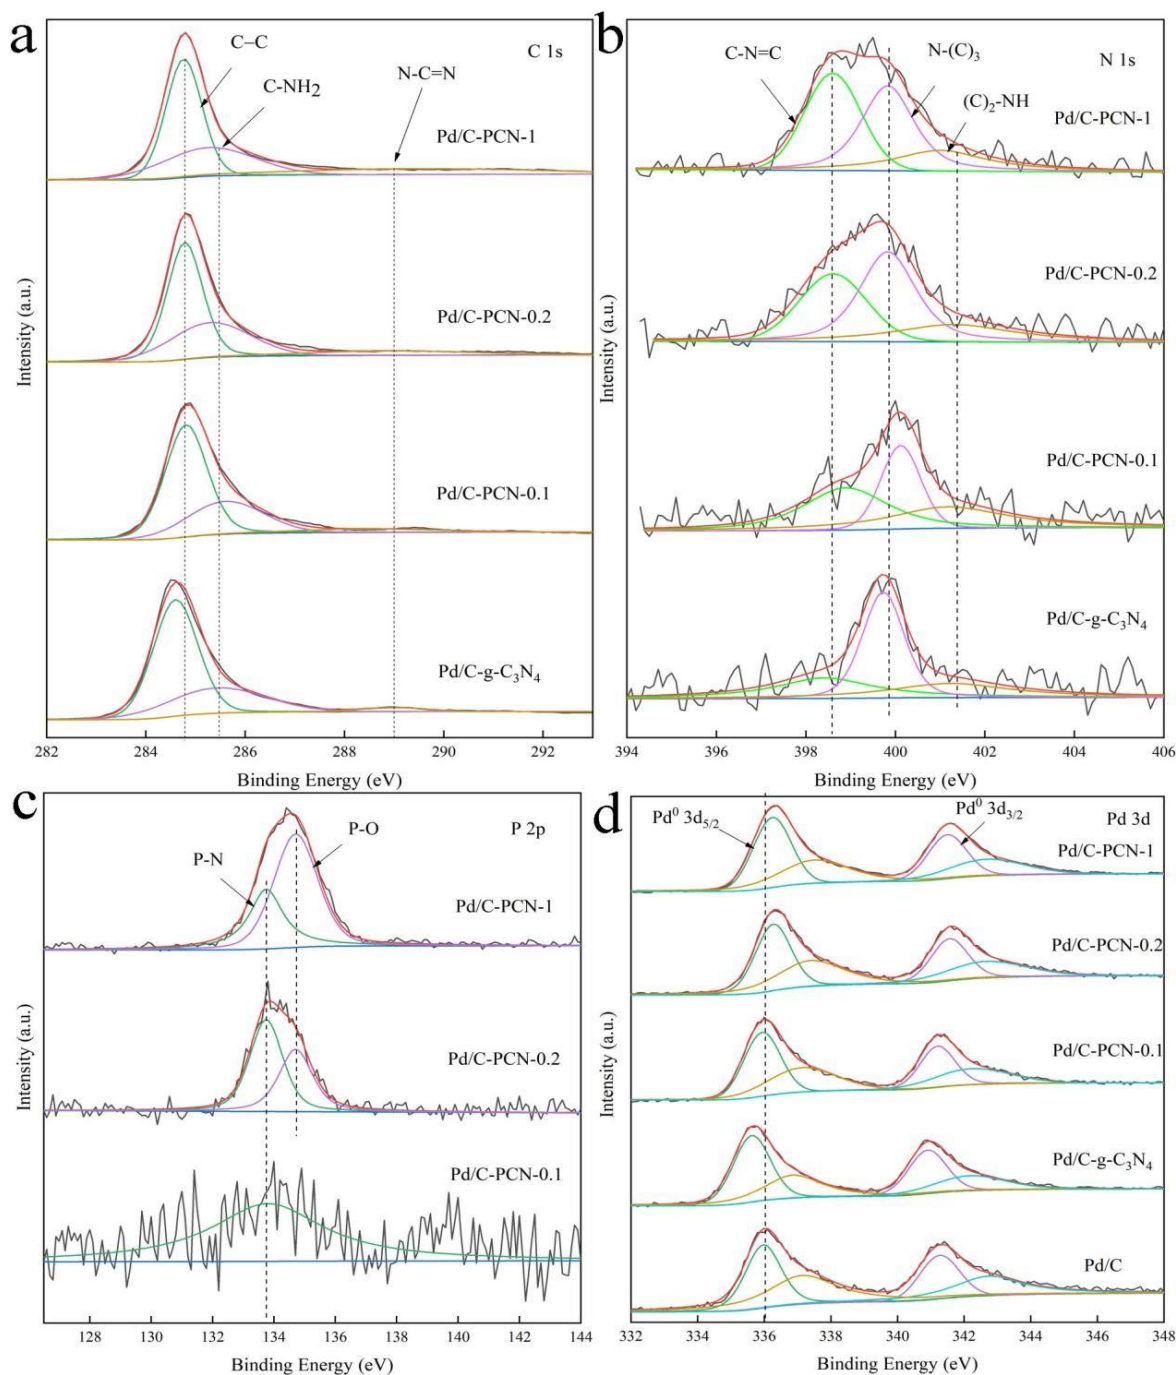 a
C 1s
C–C
C-NH2
N-C=N
Pd/C-PCN-1
Pd/C-PCN-0.2
Pd/C-PCN-0.1
Pd/C-g-C3N4
Intensity (a.u.)
282 284 286 288 290 292
Binding Energy (eV)
b
N 1s
C-N=C
N-(C)3
(C)2-NH
Pd/C-PCN-1
Pd/C-PCN-0.2
Pd/C-PCN-0.1
Pd/C-g-C3N4
Intensity (a.u.)
394 396 398 400 402 404 406
Binding Energy (eV)
c
P 2p
P-O
P-N
Pd/C-PCN-1
Pd/C-PCN-0.2
Pd/C-PCN-0.1
Intensity (a.u.)
128 130 132 134 136 138 140 142 144
Binding Energy (eV)
d
Pd⁰ 3d5/2
Pd⁰ 3d3/2
Pd 3d
Pd/C-PCN-1
Pd/C-PCN-0.2
Pd/C-PCN-0.1
Pd/C-g-C3N4
Pd/C
Intensity (a.u.)
332 334 336 338 340 342 344 346 348
Binding Energy (eV)